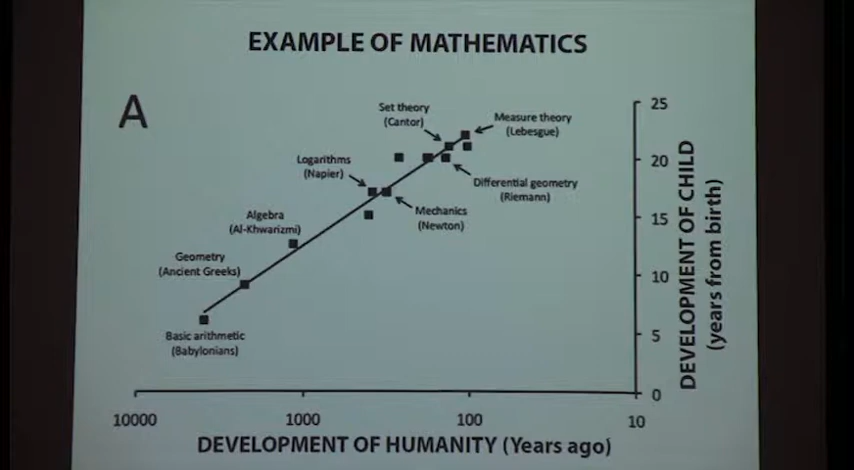 EXAMPLE OF MATHEMATICS
A
Set theory
(Cantor)
Measure theory
(Lebesgue)
Logarithms
(Napier)
Differential geometry
(Riemann)
Mechanics
(Newton)
Algebra
(Al-Khwarizmi)
Geometry
(Ancient Greeks)
Basic arithmetic
(Babylonians)
25
20
15
10
5
0
DEVELOPMENT OF CHILD
(years from birth)
10000
1000
100
10
DEVELOPMENT OF HUMANITY (Years ago)